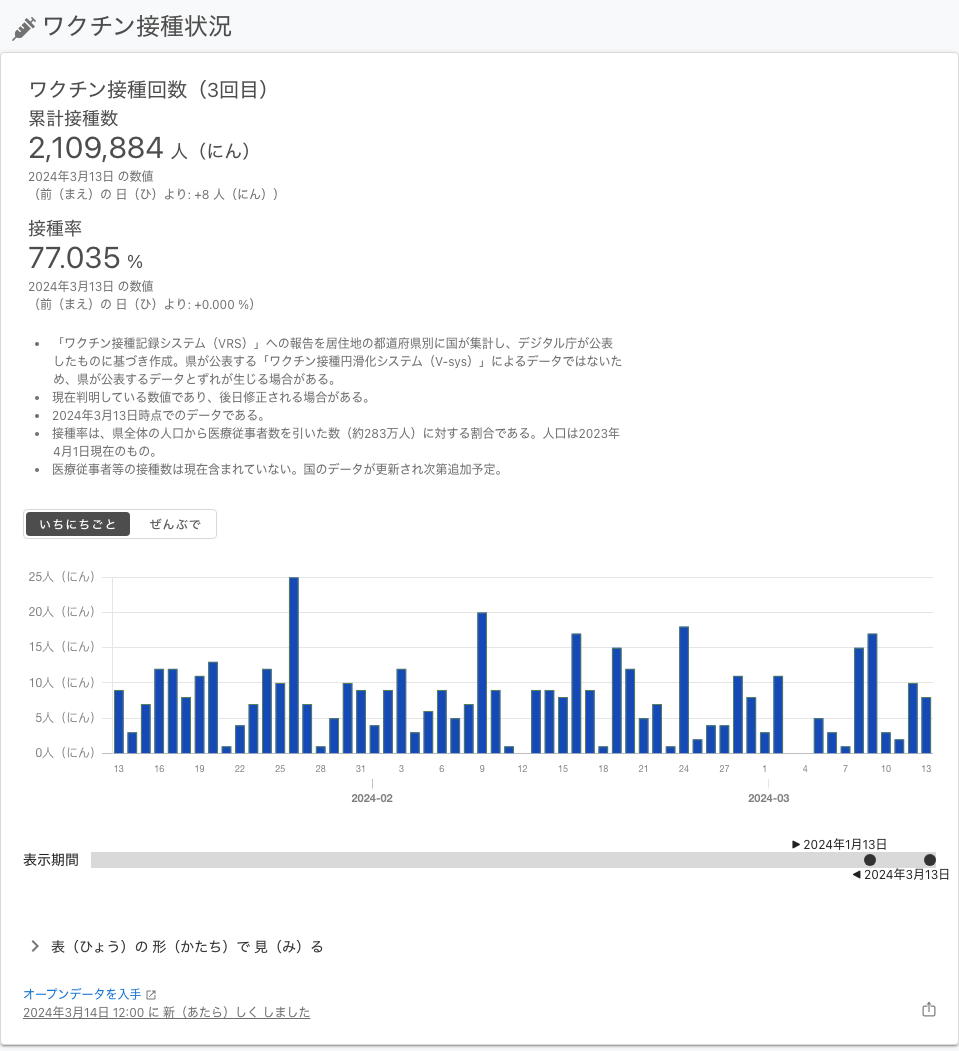 ワクチン接種状況
ワクチン接種回数（3回目）
累計接種数
2,109,884 人（にん）
2024年3月13日 の数値
（前（まえ）の 日（ひ）より: +8 人（にん））
接種率
77.035 %
2024年3月13日 の数値
（前（まえ）の 日（ひ）より: +0.000 %）
• 「ワクチン接種記録システム（VRS）」への報告を居住地の都道府県別に国が集計し、デジタル庁が公表
したものに基づき作成。県が公表する「ワクチン接種円滑化システム（V-sys）」によるデータではないた
め、県が公表するデータとずれが生じる場合がある。
• 現在判明している数値であり、後日修正される場合がある。
• 2024年3月13日時点でのデータである。
• 接種率は、県全体の人口から医療従事者数を引いた数（約283万人）に対する割合である。人口は2023年
4月1日現在のもの。
• 医療従事者等の接種数は現在含まれていない。国のデータが更新され次第追加予定。
いちにちごと ぜんぶで
25人（にん）
20人（にん）
15人（にん）
10人（にん）
5人（にん）
0人（にん）
13 16 19 22 25 28 31 3 6 9 12 15 18 21 24 27 1 4 7 10 13
2024-02 2024-03
▶ 2024年1月13日
表示期間
◀ 2024年3月13日
表（ひょう）の 形（かたち）で 見（み）る
オープンデータを入手
2024年3月14日 12:00 に 新（あたら）しく しました